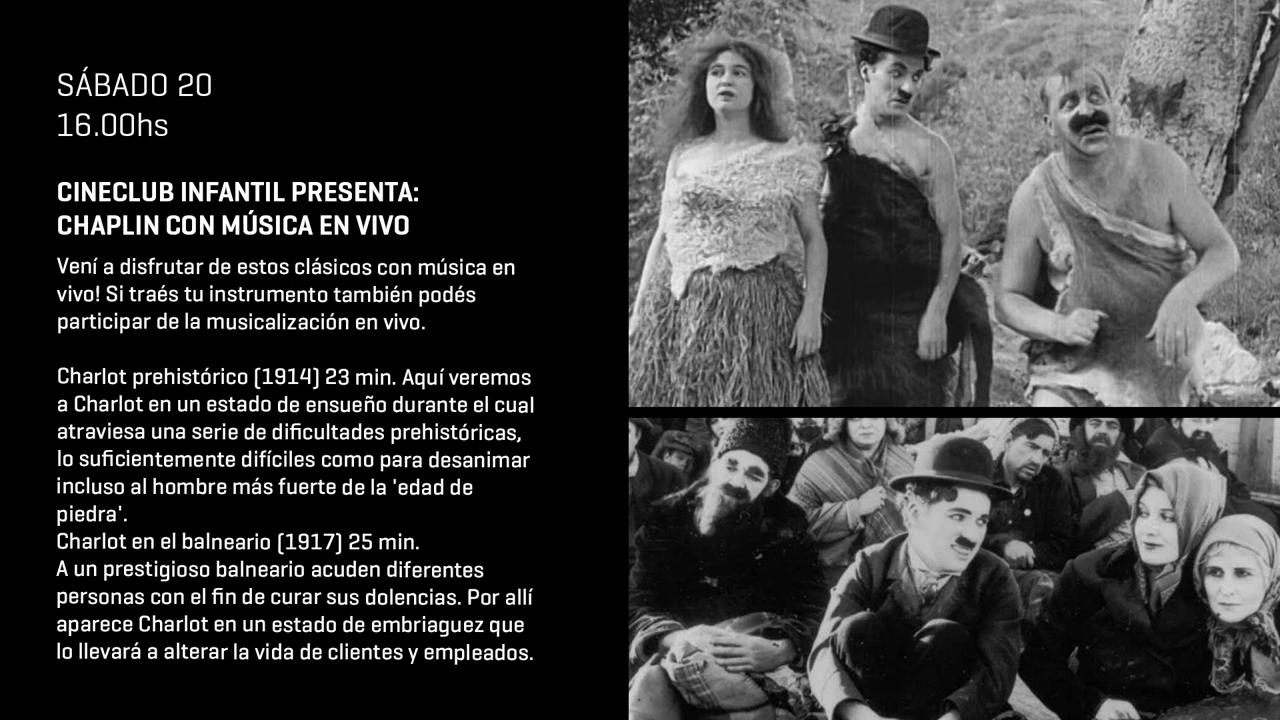 SÁBADO 20
16.00hs
CINECLUB INFANTIL PRESENTA:
CHAPLIN CON MÚSICA EN VIVO
Vení a disfrutar de estos clásicos con música en
vivo! Si traés tu instrumento también podés
participar de la musicalización en vivo.
Charlot prehistórico (1914) 23 min. Aquí veremos
a Charlot en un estado de ensueño durante el cual
atraviesa una serie de dificultades prehistóricas,
lo suficientemente difíciles como para desanimar
incluso al hombre más fuerte de la 'edad de
piedra'.
Charlot en el balneario (1917) 25 min.
A un prestigioso balneario acuden diferentes
personas con el fin de curar sus dolencias. Por allí
aparece Charlot en un estado de embriaguez que
lo llevará a alterar la vida de clientes y empleados.